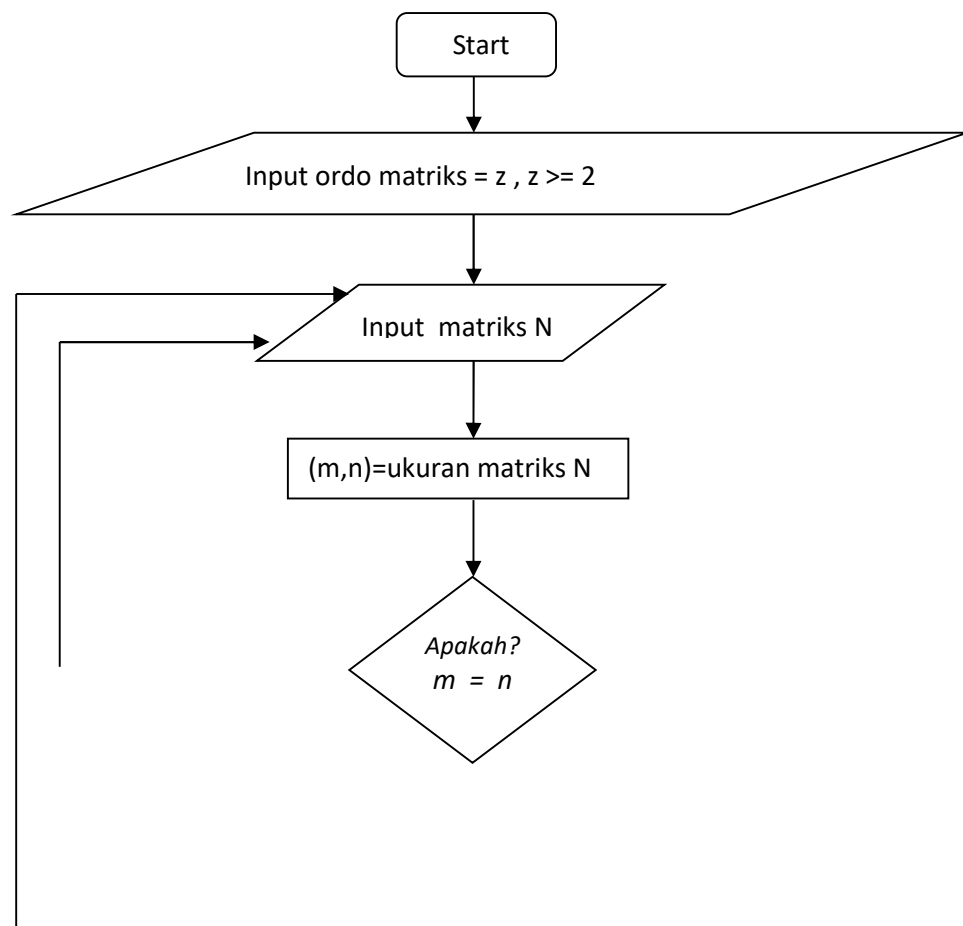 Start
Input ordo matriks = z , z >= 2
Input matriks N
(m,n)=ukuran matriks N
Apakah?
m = n